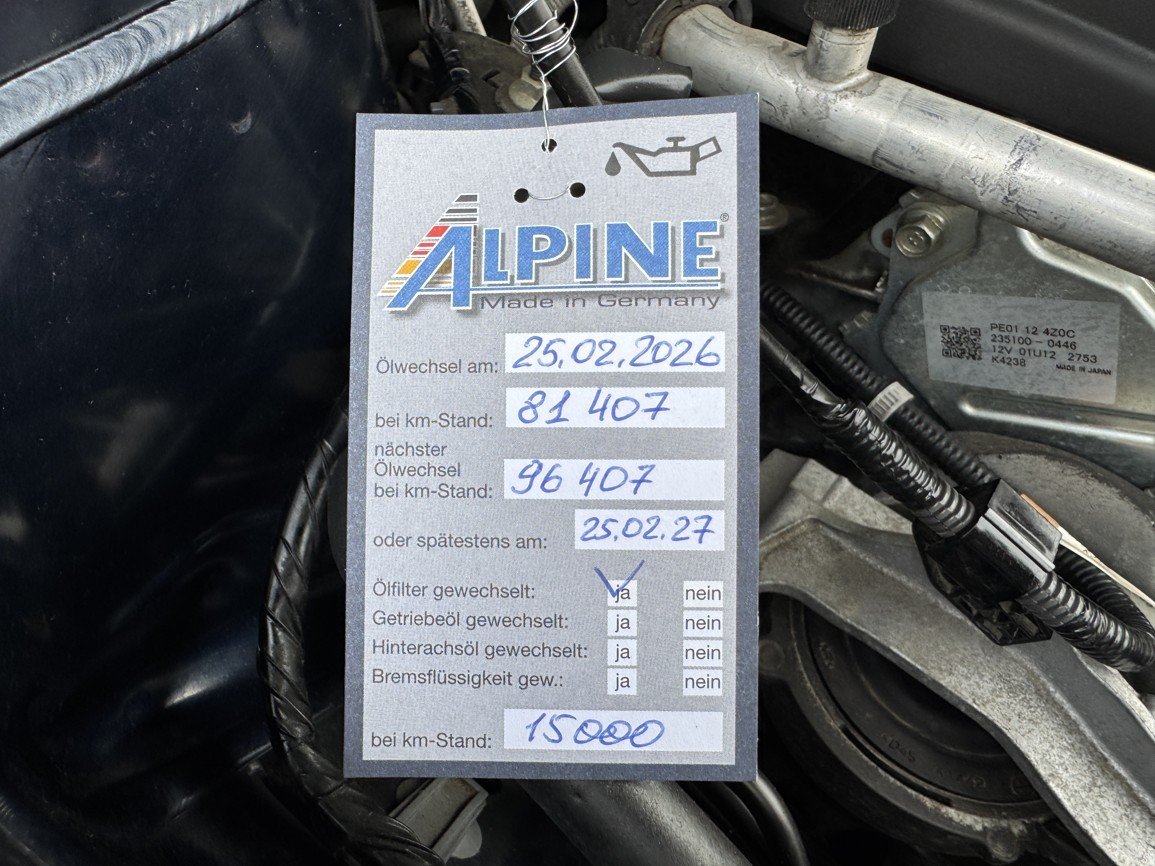 ALPINE®
Made in Germany
Ölwechsel am: 25.02.2026
bei km-Stand: 81 407
nächster
Ölwechsel
bei km-Stand: 96 407
oder spätestens am: 25.02.27
Ölfilter gewechselt: ja nein
Getriebeöl gewechselt: ja nein
Hinterachsöl gewechselt: ja nein
Bremsflüssigkeit gew.: ja nein
bei km-Stand: 15000
PE01 12 4Z0C
235100-0446
12V 01U12 2753
K4238 MADE IN JAPAN